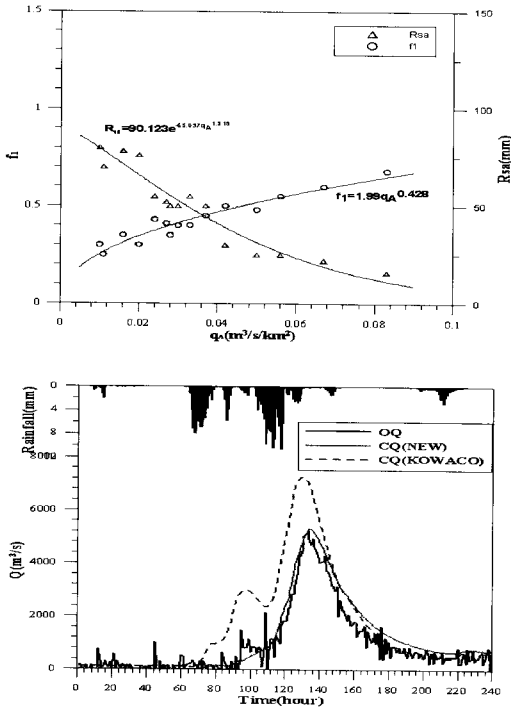 1.5
150
Rsa
f1
1
100
f₁
Rsa(mm)
f₁=1.99qA^0.428
0.5
50
0
0
0
0.02
0.04
0.06
0.08
0.1
qA(m³/s/km²)
0
4
8
Rainfall(mm)
OQ
CQ(NEW)
CQ(KOWACO)
6000
4000
2000
0
Q(m³/s)
0 20 40 60 80 100 120 140 160 180 200 220 240
Time(hour)